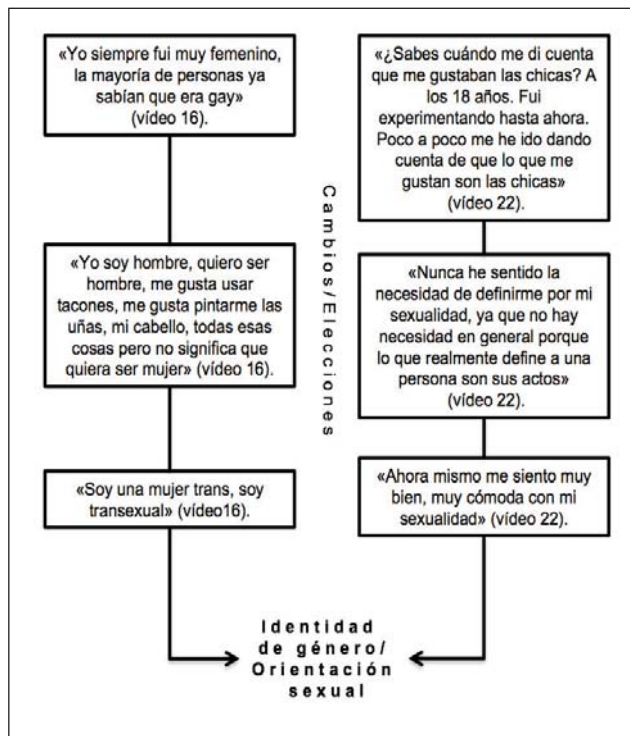 «Yo siempre fui muy femenino,
la mayoría de personas ya
sabían que era gay»
(vídeo 16).
«Yo soy hombre, quiero ser
hombre, me gusta usar
tacones, me gusta pintarme las
uñas, mi cabello, todas esas
cosas pero no significa que
quiera ser mujer» (vídeo 16).
«Soy una mujer trans, soy
transexual» (vídeo16).
Cambios/Elecciones
«¿Sabes cuándo me di cuenta
que me gustaban las chicas? A
los 18 años. Fui
experimentando hasta ahora.
Poco a poco me he ido dando
cuenta de que lo que me
gustan son las chicas»
(vídeo 22).
«Nunca he sentido la
necesidad de definirme por mi
sexualidad, ya que no hay
necesidad en general porque
lo que realmente define a una
persona son sus actos»
(vídeo 22).
«Ahora mismo me siento muy
bien, muy cómoda con mi
sexualidad» (vídeo 22).
Identidad
de género/
Orientación
sexual